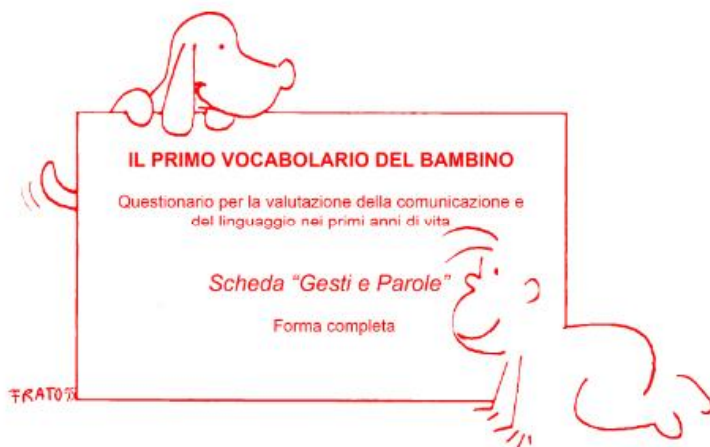 IL PRIMO VOCABOLARIO DEL BAMBINO
Questionario per la valutazione della comunicazione e
del linguaggio nei primi anni di vita
Scheda "Gesti e Parole"
Forma completa
FRATO